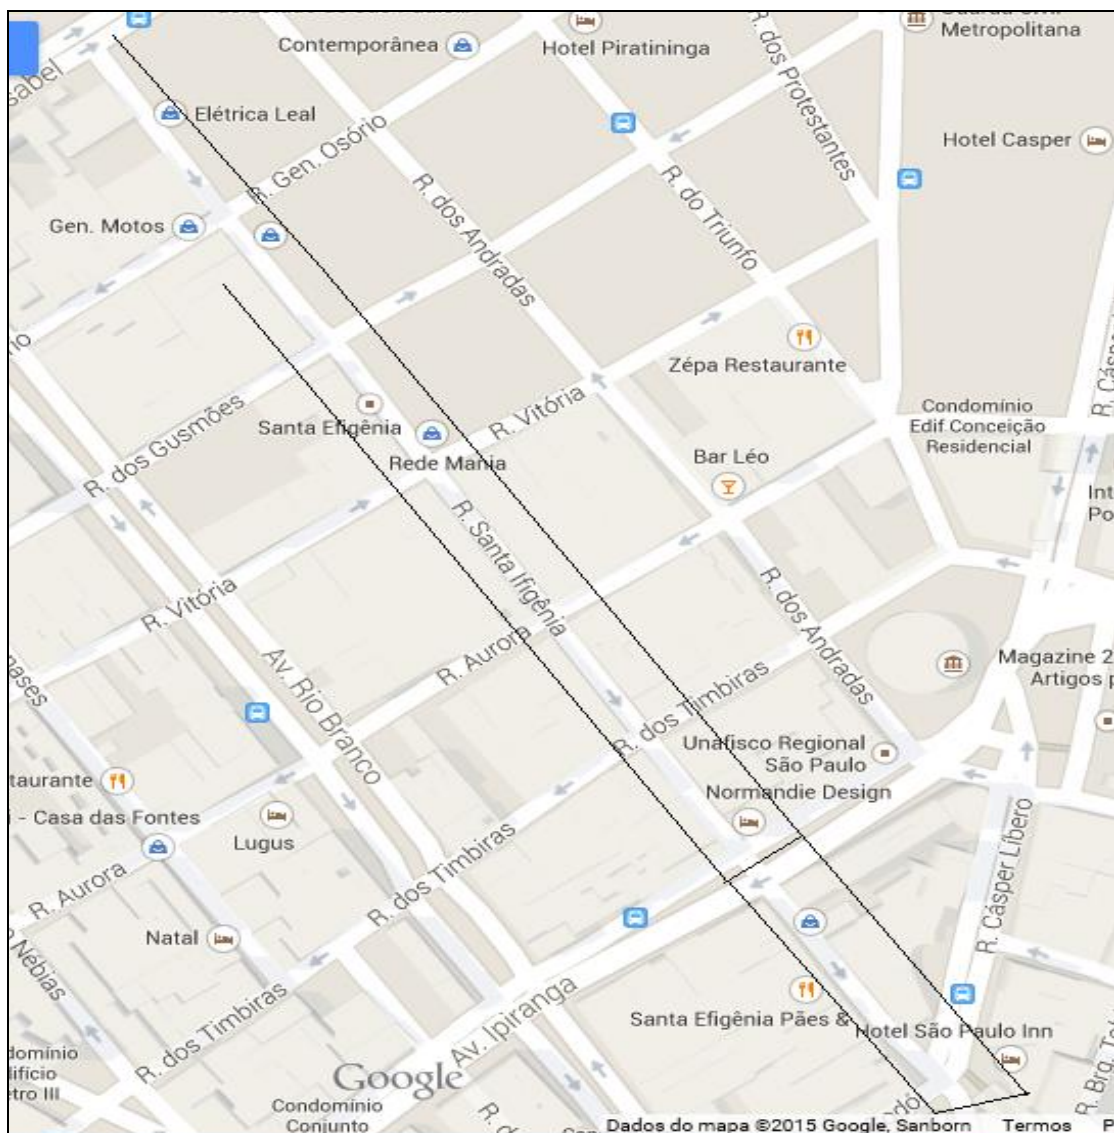 Contemporânea
Hotel Piratininga
Metropolitana
R. dos Protestantes
Elétrica Leal
Hotel Casper
R. Gen. Osório
R. dos Andradas
R. do Triunfo
Gen. Motos
Zépa Restaurante
R. dos Gusmões
Santa Efigênia
Rede Mania
R. Vitória
Condomínio
Edif Conceição
Residencial
Bar Léo
R. Santa Ifigênia
R. Vitória
R. Aurora
R. dos Andradas
Av. Rio Branco
R. dos Timbiras
Magazine 2
Artigos p
Unafisco Regional
São Paulo
Normandie Design
taurante
i - Casa das Fontes
Lugus
R. Aurora
R. dos Timbiras
R. Cásper Líbero
Natal
Nébias
Av. Ipiranga
Santa Efigênia Pães &
Hotel São Paulo Inn
R. dos Timbiras
Google
Condomínio
Conjunto
Dados do mapa ©2015 Google, Sanborn Termos